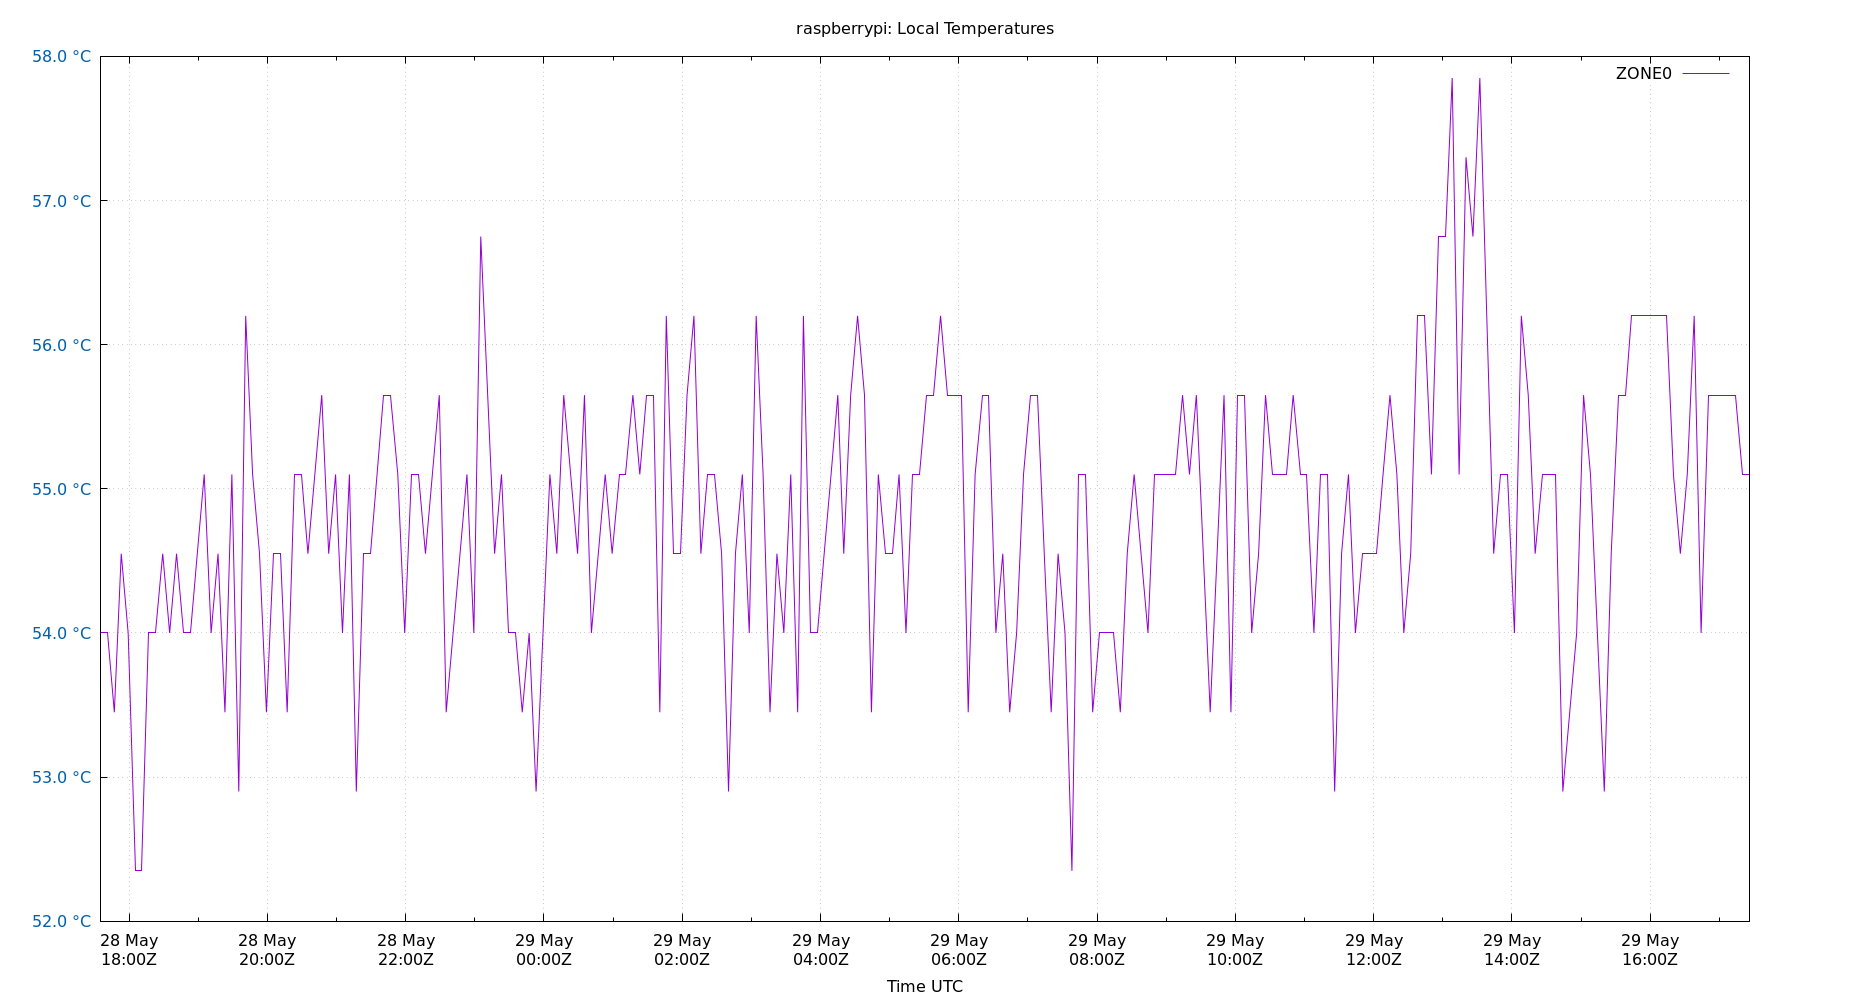 raspberrypi: Local Temperatures
58.0 °C
ZONE0
57.0 °C
56.0 °C
55.0 °C
54.0 °C
53.0 °C
52.0 °C
28 May 28 May 28 May 29 May 29 May 29 May 29 May 29 May 29 May 29 May 29 May 29 May
18:00Z 20:00Z 22:00Z 00:00Z 02:00Z 04:00Z 06:00Z 08:00Z 10:00Z 12:00Z 14:00Z 16:00Z
Time UTC